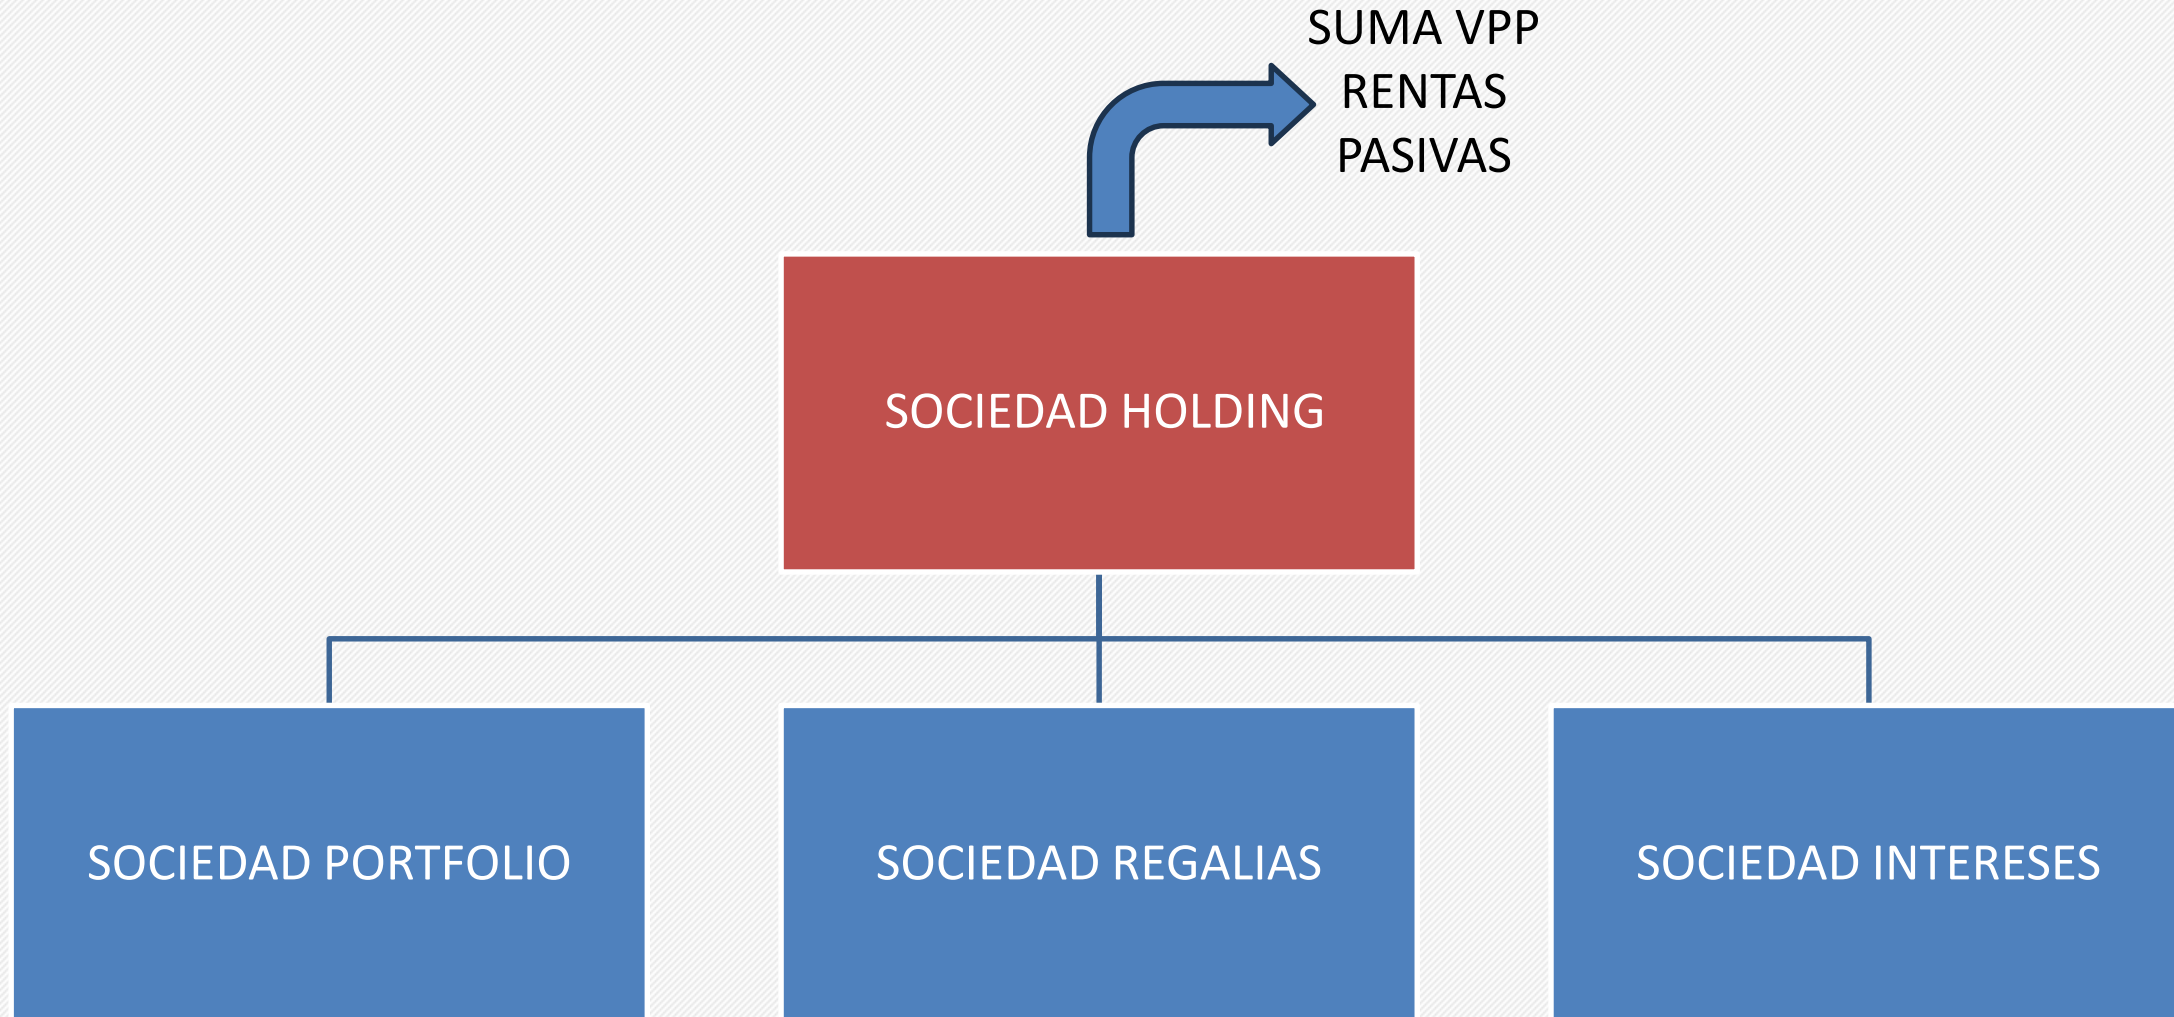 SUMA VPP
RENTAS
PASIVAS
SOCIEDAD HOLDING
SOCIEDAD PORTFOLIO
SOCIEDAD REGALIAS
SOCIEDAD INTERESES